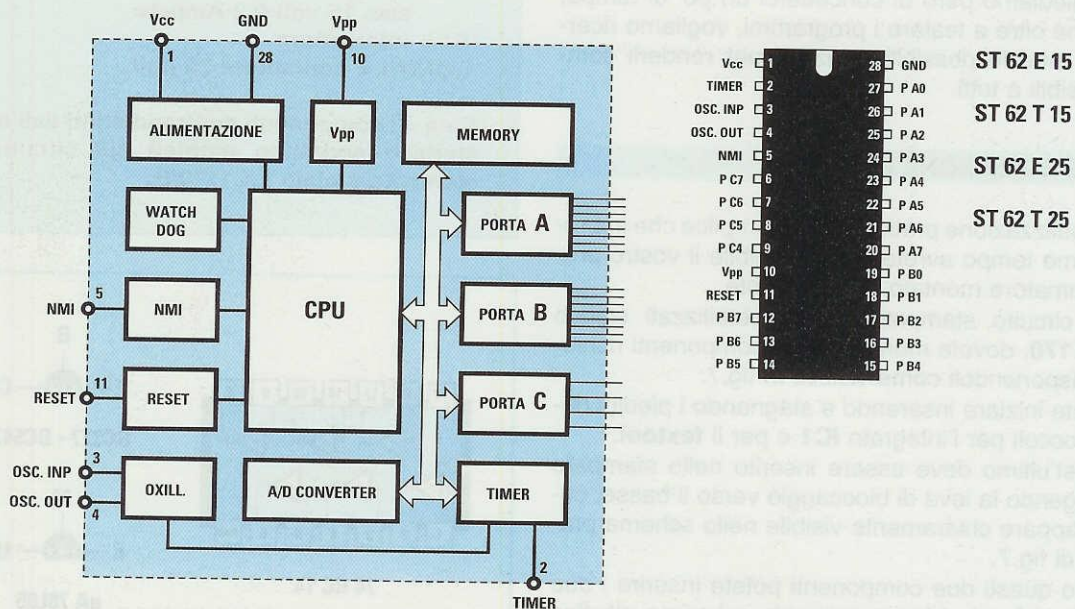 Vcc
GND
Vpp
1
28
10
ALIMENTAZIONE
Vpp
MEMORY
WATCH DOG
CPU
PORTA A
NMI
5
NMI
PORTA B
RESET
11
RESET
PORTA C
OSC. INP
3
OSC. OUT
4
OXILL.
A/D CONVERTER
TIMER
2
TIMER
Vcc 1 28 GND
TIMER 2 27 P A0
OSC. INP 3 26 P A1
OSC. OUT 4 25 P A2
NMI 5 24 P A3
P C7 6 23 P A4
P C6 7 22 P A5
P C5 8 21 P A6
P C4 9 20 P A7
Vpp 10 19 P B0
RESET 11 18 P B1
P B7 12 17 P B2
P B6 13 16 P B3
P B5 14 15 P B4
ST 62 E 15
ST 62 T 15
ST 62 E 25
ST 62 T 25